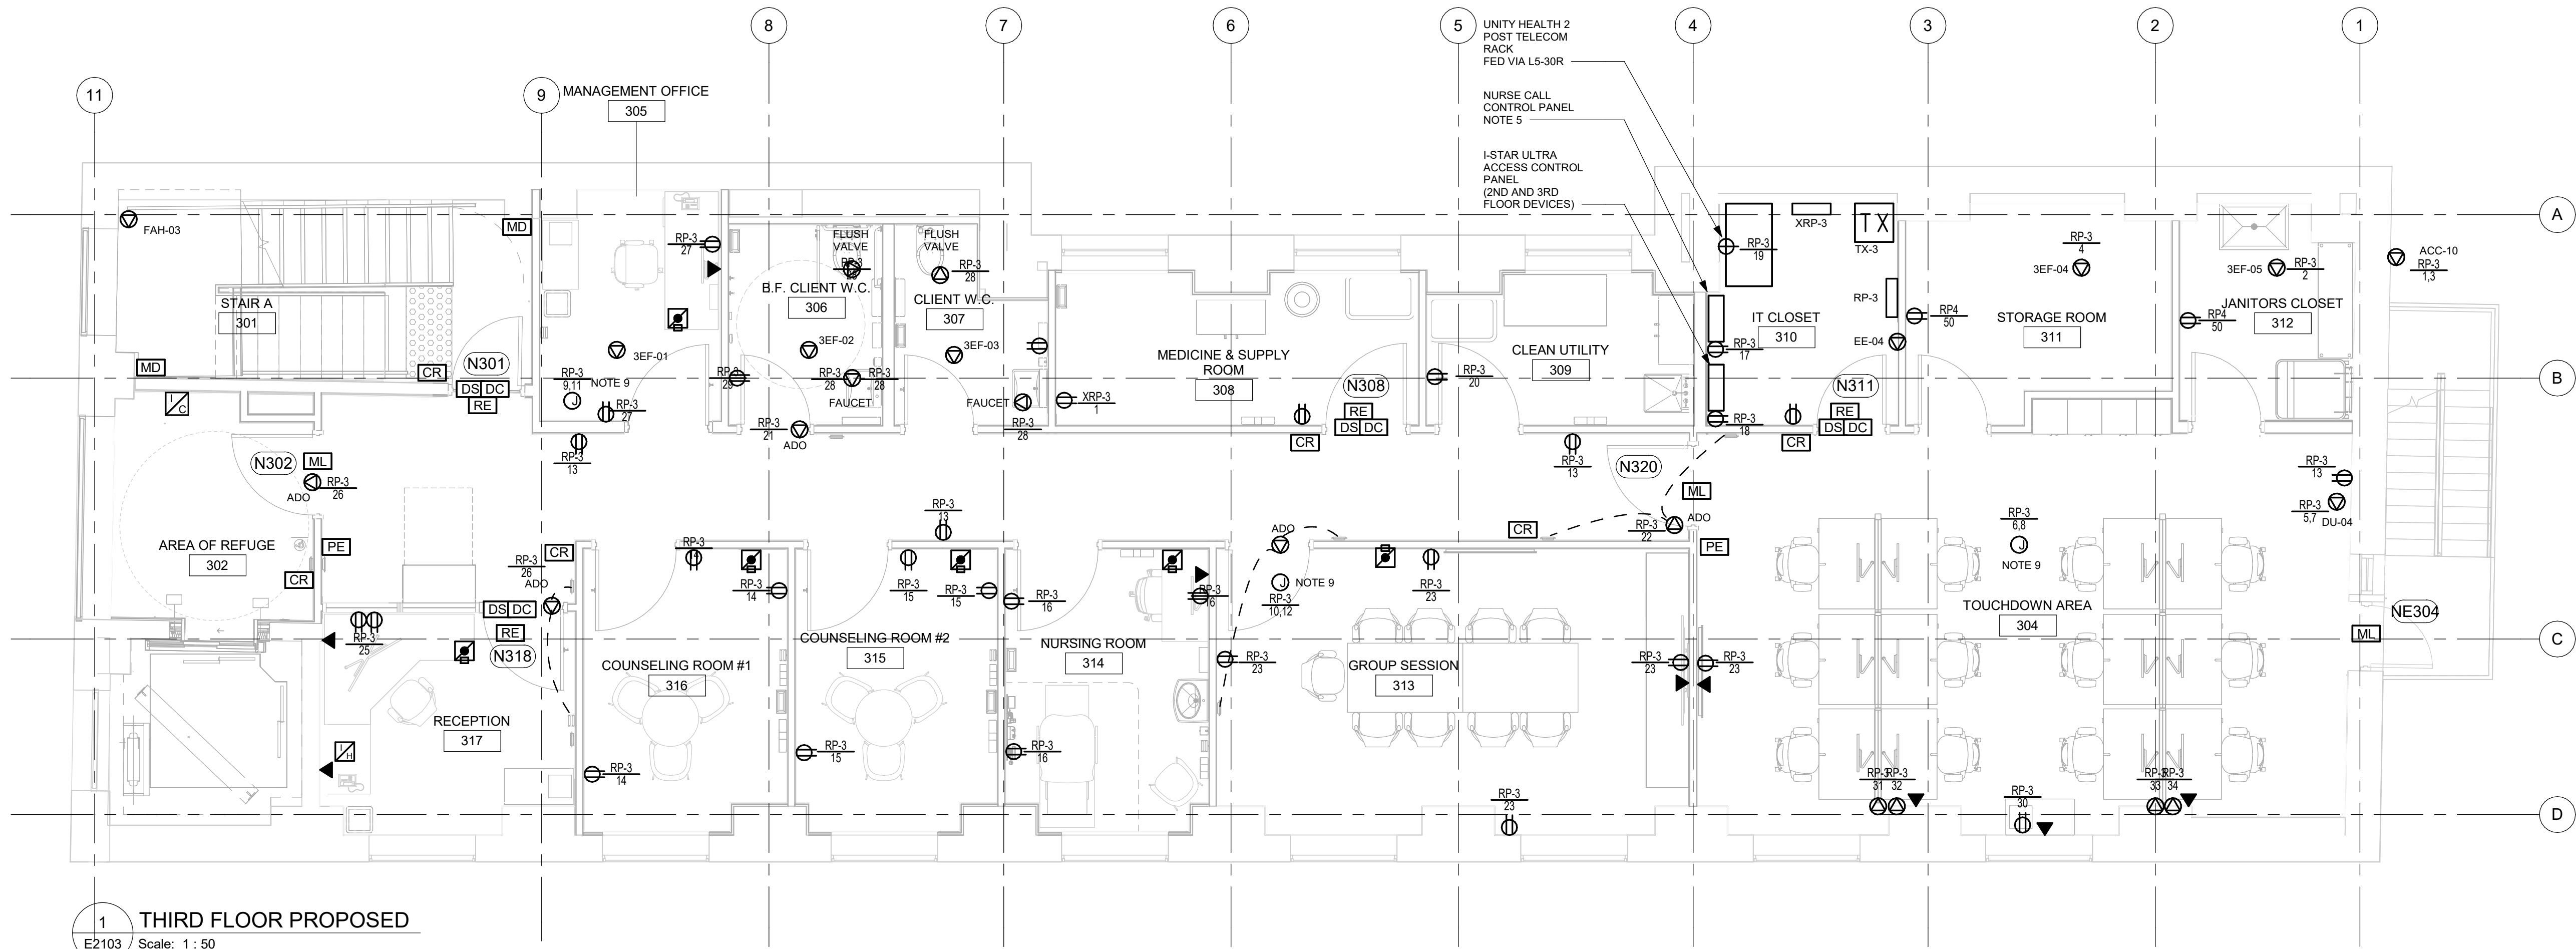 8
7
6
5
4
3
2
1
11
9
UNITY HEALTH 2
POST TELECOM
RACK
FED VIA L5-30R
NURSE CALL
CONTROL PANEL
NOTE 5
I-STAR ULTRA
ACCESS CONTROL
PANEL
(2ND AND 3RD
FLOOR DEVICES)
MANAGEMENT OFFICE
305
A
B
C
D
FAH-03
MD
STAIR A
301
MD
CR
N301
DS DC
RE
I
C
RP-3
27
3EF-01
RP-3
9,11
NOTE 9
J
RP-3
27
RP-3
13
FLUSH
VALVE
RP-3
B.F. CLIENT W.C.
306
3EF-02
RP-3
29
RP-3
28
RP-3
28
FAUCET
RP-3
21
ADO
FLUSH
VALVE
RP-3
28
CLIENT W.C.
307
3EF-03
FAUCET
RP-3
28
XRP-3
1
MEDICINE & SUPPLY
ROOM
308
N308
RE
DS DC
CR
RP-3
20
CLEAN UTILITY
309
RP-3
13
N320
ML
RP-3
19
XRP-3
TX
TX-3
RP-3
IT CLOSET
310
RP-3
17
EE-04
RP-3
18
N311
RE
DS DC
CR
RP4
50
RP-3
4
3EF-04
STORAGE ROOM
311
3EF-05
RP-3
2
JANITORS CLOSET
312
RP4
50
ACC-10
RP-3
1,3
N302
ML
ADO
RP-3
26
AREA OF REFUGE
302
PE
CR
RP-3
25
RP-3
26
CR
ADO
DS DC
RE
N318
RECEPTION
317
I
H
RP-3
14
RP-3
14
COUNSELING ROOM #1
316
RP-3
14
RP-3
13
RP-3
15
RP-3
15
COUNSELING ROOM #2
315
RP-3
15
RP-3
16
RP-3
16
NURSING ROOM
314
RP-3
16
ADO
J
NOTE 9
RP-3
10,12
RP-3
23
RP-3
23
GROUP SESSION
313
CR
RP-3
22
ADO
PE
RP-3
23
RP-3
23
RP-3
23
RP-3
6,8
J
NOTE 9
TOUCHDOWN AREA
304
RP-3
13
RP-3
5,7
DU-04
NE304
ML
RP-3
31
RP-3
32
RP-3
30
RP-3
33
RP-3
34
1
E2103
THIRD FLOOR PROPOSED
Scale: 1 : 50